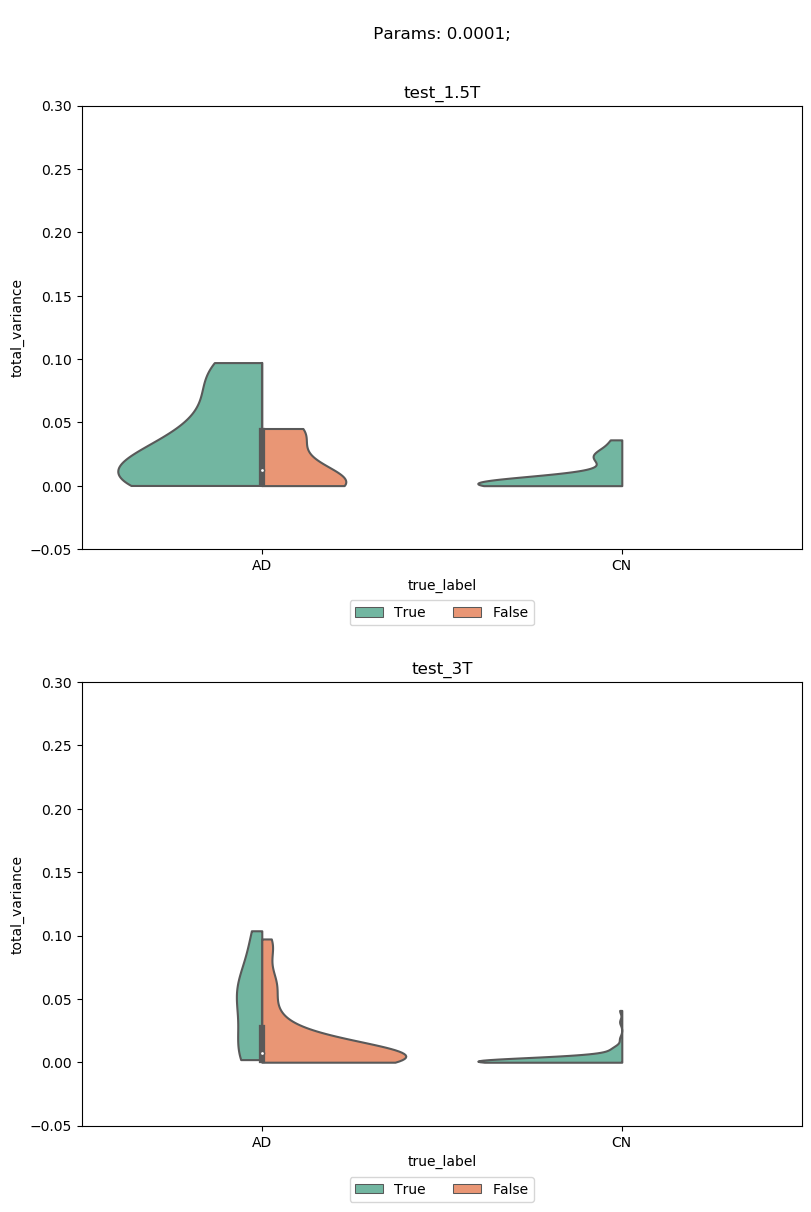 Params: 0.0001;
test_1.5T
0.30
0.25
0.20
0.15
0.10
0.05
0.00
−0.05
total_variance
AD
CN
true_label
True
False
test_3T
0.30
0.25
0.20
0.15
0.10
0.05
0.00
−0.05
total_variance
AD
CN
true_label
True
False